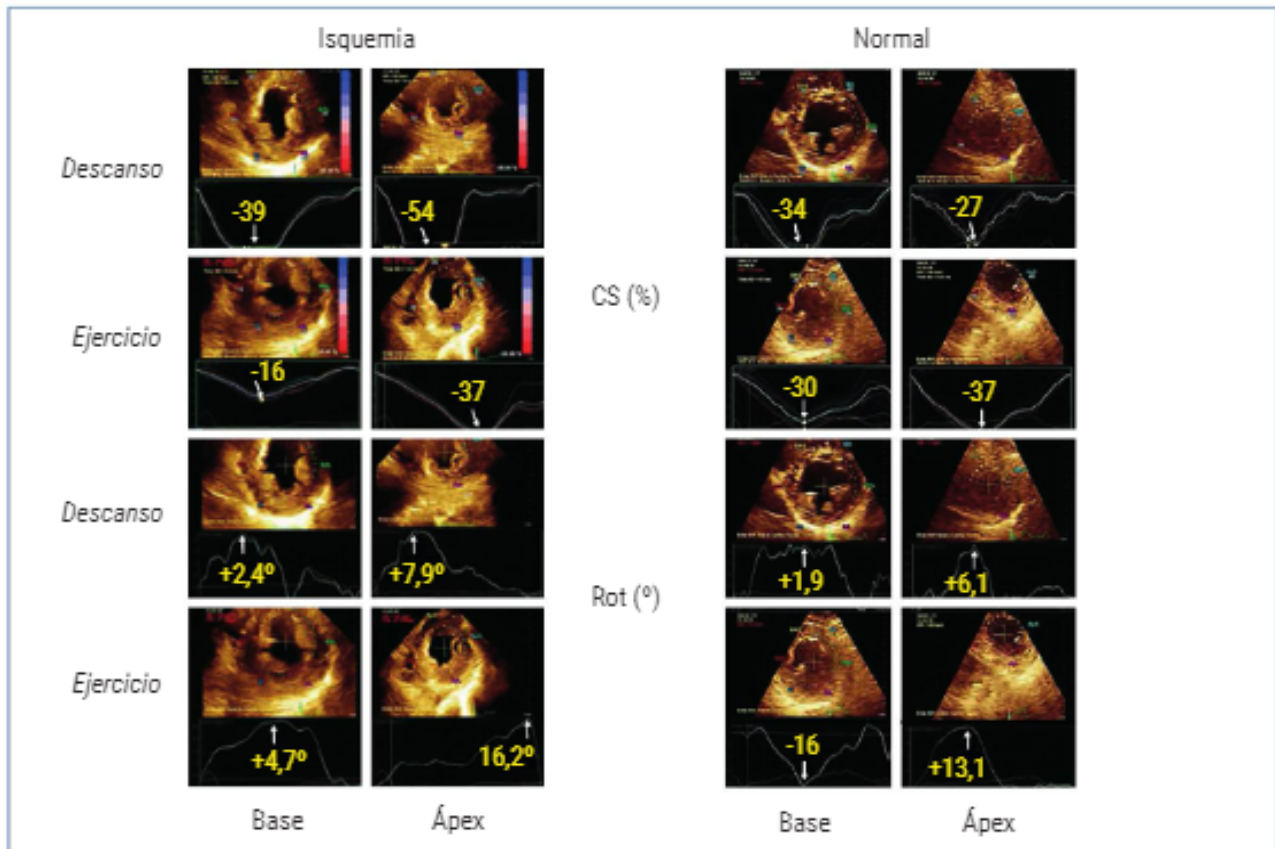 Isquemia Normal
Descanso
-39 -54 -34 -27
CS (%)
Ejercicio
-16 -37 -30 -37
Descanso
+2,4º +7,9º +1,9 +6,1
Rot (º)
Ejercicio
+4,7º 16,2º -16 +13,1
Base Ápex Base Ápex